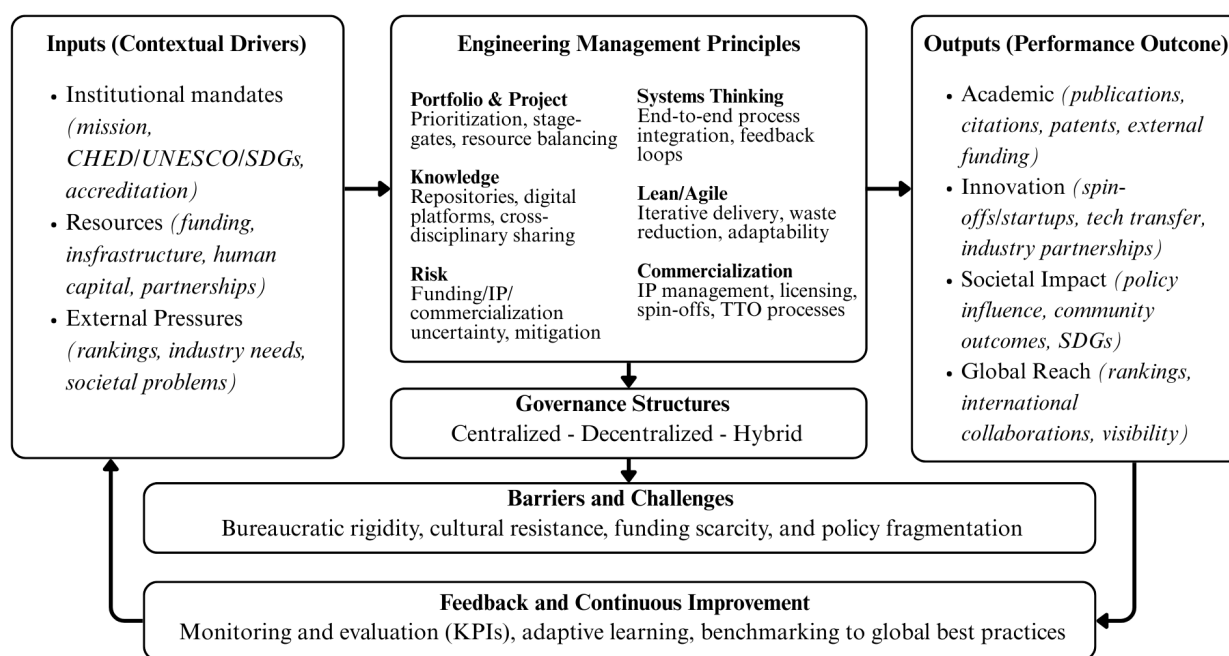 Inputs (Contextual Drivers)
• Institutional mandates
(mission,
CHED/UNESCO/SDGs,
accreditation)
• Resources (funding,
insfrastructure, human
capital, partnerships)
• External Pressures
(rankings, industry needs,
societal problems)
Engineering Management Principles
Portfolio & Project
Prioritization, stage-
gates, resource balancing
Knowledge
Repositories, digital
platforms, cross-
disciplinary sharing
Risk
Funding/IP/
commercialization
uncertainty, mitigation
Systems Thinking
End-to-end process
integration, feedback
loops
Lean/Agile
Iterative delivery, waste
reduction, adaptability
Commercialization
IP management, licensing,
spin-offs, TTO processes
Outputs (Performance Outcome)
• Academic (publications,
citations, patents, external
funding)
• Innovation (spin-
offs/startups, tech transfer,
industry partnerships)
• Societal Impact (policy
influence, community
outcomes, SDGs)
• Global Reach (rankings,
international
collaborations, visibility)
Governance Structures
Centralized - Decentralized - Hybrid
Barriers and Challenges
Bureaucratic rigidity, cultural resistance, funding scarcity, and policy fragmentation
Feedback and Continuous Improvement
Monitoring and evaluation (KPIs), adaptive learning, benchmarking to global best practices